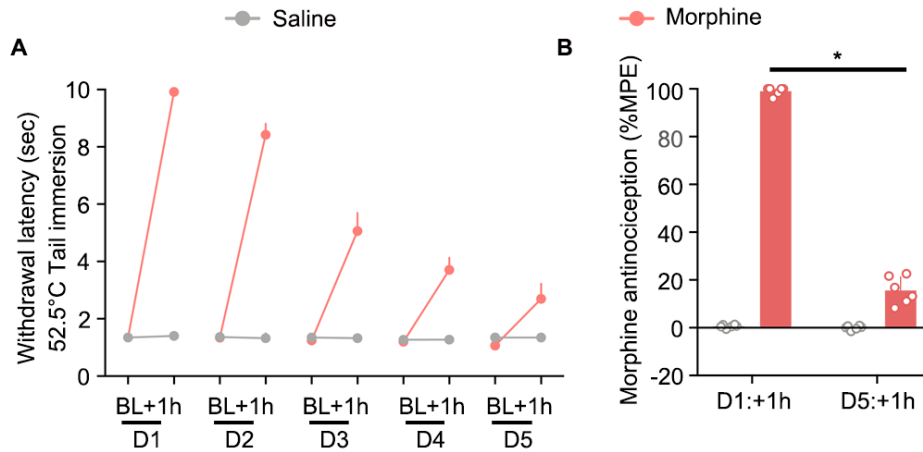 Saline
Morphine
A
Withdrawal latency (sec)
52.5°C Tail immersion
10
8
6
4
2
0
BL+1h BL+1h BL+1h BL+1h BL+1h
D1 D2 D3 D4 D5
B
Morphine antinociception (%MPE)
*
100
80
60
40
20
0
-20
D1:+1h D5:+1h